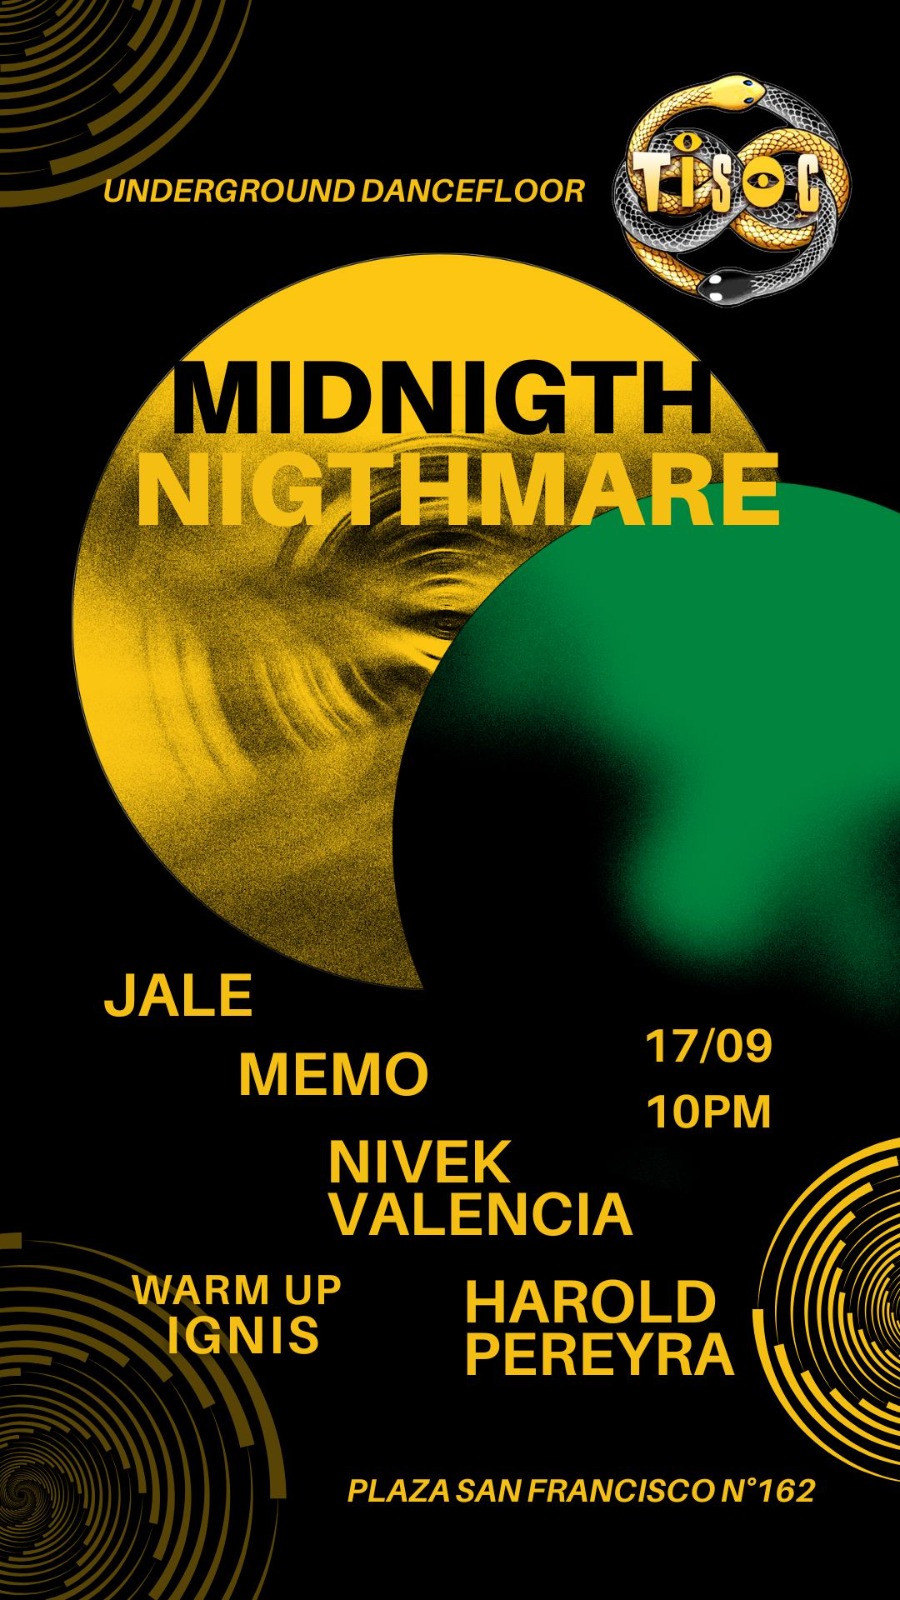 UNDERGROUND DANCEFLOOR
TISOC
MIDNIGTH
NIGTHMARE
JALE
MEMO
17/09
10PM
NIVEK
VALENCIA
WARM UP
IGNIS
HAROLD
PEREYRA
PLAZA SAN FRANCISCO N°162